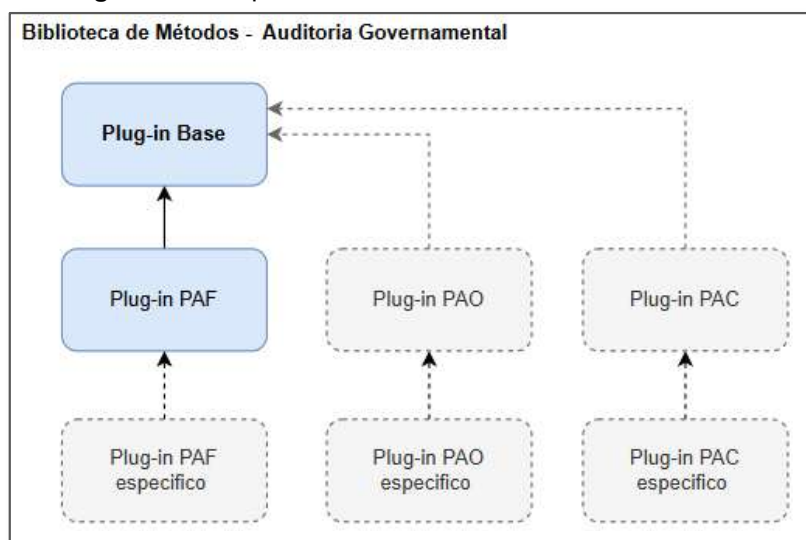 Biblioteca de Métodos - Auditoria Governamental
Plug-in Base
Plug-in PAF
Plug-in PAO
Plug-in PAC
Plug-in PAF
especifico
Plug-in PAO
especifico
Plug-in PAC
especifico